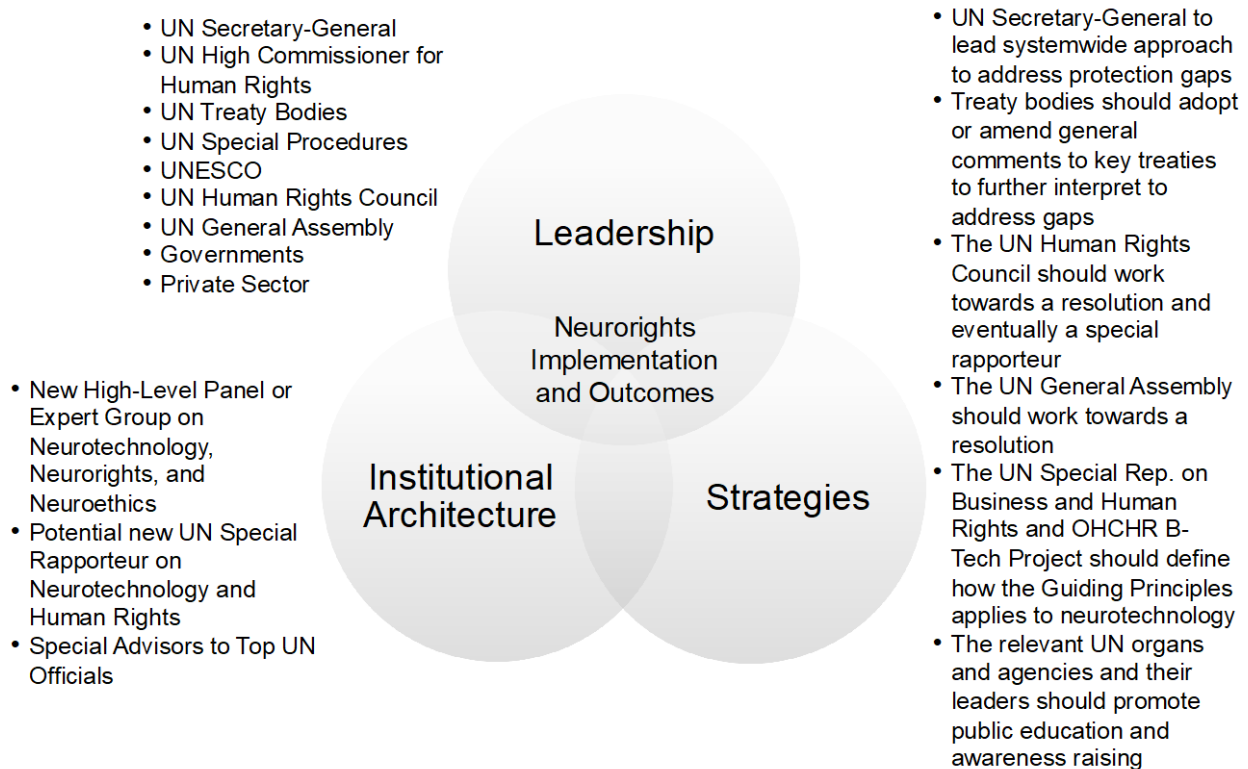 • UN Secretary-General
• UN High Commissioner for
Human Rights
• UN Treaty Bodies
• UN Special Procedures
• UNESCO
• UN Human Rights Council
• UN General Assembly
• Governments
• Private Sector
Leadership
Neurorights
Implementation
and Outcomes
• New High-Level Panel or
Expert Group on
Neurotechnology,
Neurorights, and
Neuroethics
• Potential new UN Special
Rapporteur on
Neurotechnology and
Human Rights
• Special Advisors to Top UN
Officials
Institutional
Architecture
Strategies
• UN Secretary-General to
lead systemwide approach
to address protection gaps
• Treaty bodies should adopt
or amend general
comments to key treaties
to further interpret to
address gaps
• The UN Human Rights
Council should work
towards a resolution and
eventually a special
rapporteur
• The UN General Assembly
should work towards a
resolution
• The UN Special Rep. on
Business and Human
Rights and OHCHR B-
Tech Project should define
how the Guiding Principles
applies to neurotechnology
• The relevant UN organs
and agencies and their
leaders should promote
public education and
awareness raising